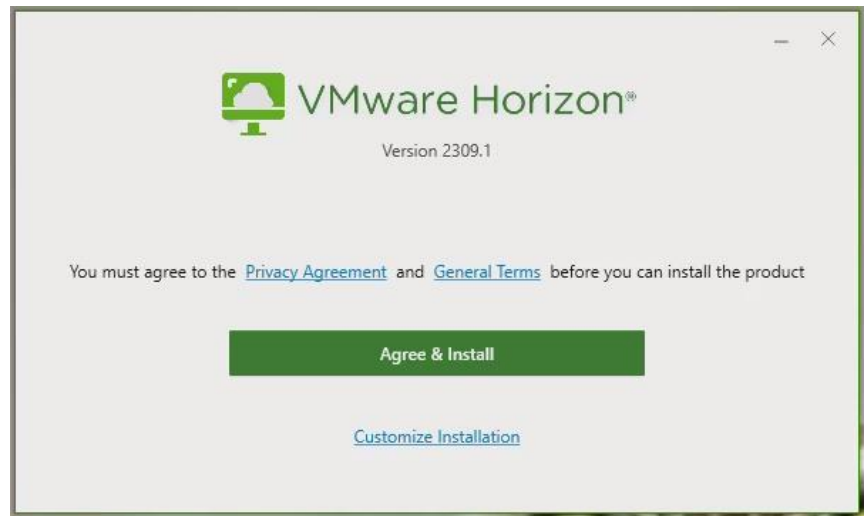 VMware Horizon®
Version 2309.1
You must agree to the Privacy Agreement and General Terms before you can install the product
Agree & Install
Customize Installation